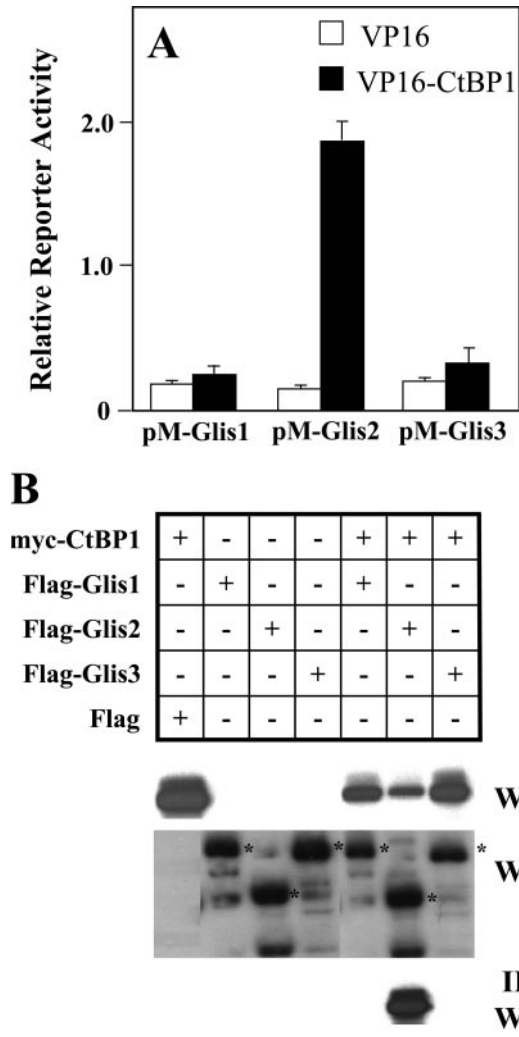 A
VP16
VP16-CtBP1
Relative Reporter Activity
2.0
1.0
0
pM-Glis1 pM-Glis2 pM-Glis3
B
myc-CtBP1 + - - - + + +
Flag-Glis1 - + - - + - -
Flag-Glis2 - - + - - + -
Flag-Glis3 - - - + - - +
Flag + - - - - - -
W
* * * * * *
W
W